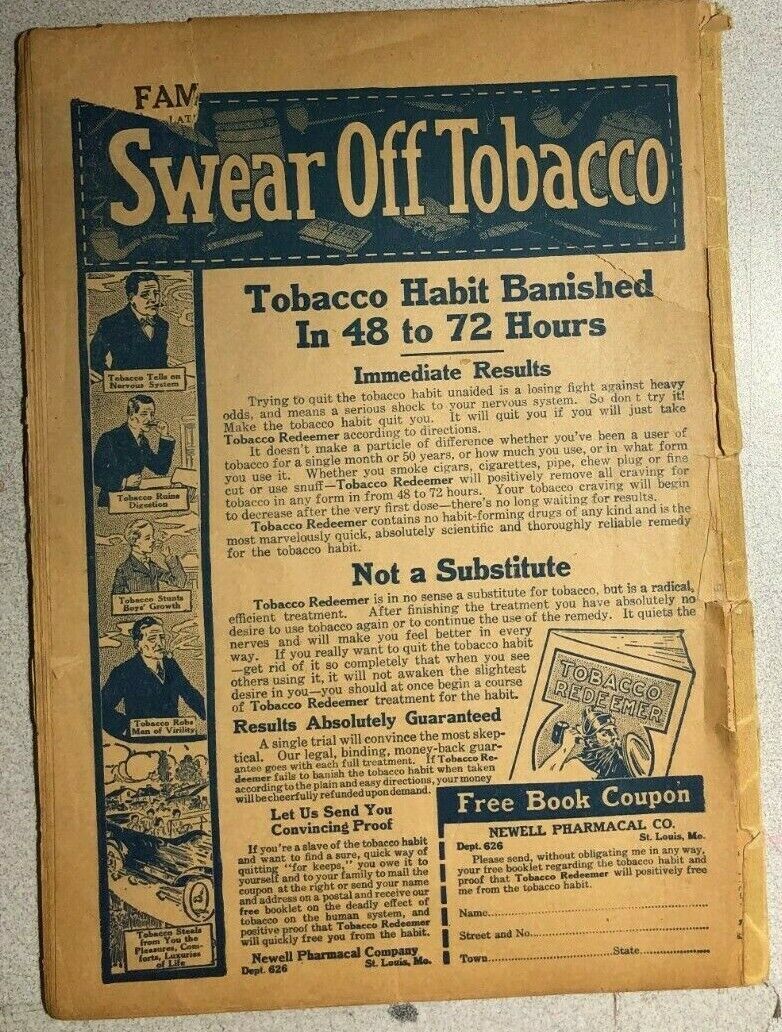 FAM
LAT
Swear Off Tobacco
Tobacco Habit Banished
In 48 to 72 Hours
Immediate Results
Trying to quit the tobacco habit unaided is a losing fight against heavy
odds, and means a serious shock to your nervous system. So don t try it!
Make the tobacco habit quit you. It will quit you if you will just take
Tobacco Redeemer according to directions.
It doesn't make a particle of difference whether you've been a user of
tobacco for a single month or 50 years, or how much you use, or in what form
you use it. Whether you smoke cigars, cigarettes, pipe, chew plug or fine
cut or use snuff—Tobacco Redeemer will positively remove all craving for
tobacco in any form in from 48 to 72 hours. Your tobacco craving will begin
to decrease after the very first dose—there's no long waiting for results.
Tobacco Redeemer contains no habit-forming drugs of any kind and is the
most marvelously quick, absolutely scientific and thoroughly reliable remedy
for the tobacco habit.
Not a Substitute
Tobacco Redeemer is in no sense a substitute for tobacco, but is a radical,
efficient treatment. After finishing the treatment you have absolutely no
desire to use tobacco again or to continue the use of the remedy. It quiets the
nerves and will make you feel better in every
way. If you really want to quit the tobacco habit
—get rid of it so completely that when you see
others using it, it will not awaken the slightest
desire in you—you should at once begin a course
of Tobacco Redeemer treatment for the habit.
Results Absolutely Guaranteed
A single trial will convince the most skep-
tical. Our legal, binding, money-back guar-
antee goes with each full treatment. If Tobacco Re-
deemer fails to banish the tobacco habit when taken
according to the plain and easy directions, your money
will be cheerfully refunded upon demand.
Let Us Send You
Convincing Proof
If you're a slave of the tobacco habit
and want to find a sure, quick way of
quitting "for keeps," you owe it to
yourself and to your family to mail the
coupon at the right or send your name
and address on a postal and receive our
free booklet on the deadly effect of
tobacco on the human system, and
positive proof that Tobacco Redeemer
will quickly free you from the habit.
Newell Pharmacal Company
Dept. 626 St. Louis, Mo.
TOBACCO
REDEEMER
Free Book Coupon
NEWELL PHARMACAL CO.
Dept. 626 St. Louis, Mo.
Please send, without obligating me in any way,
your free booklet regarding the tobacco habit and
proof that Tobacco Redeemer will positively free
me from the tobacco habit.
Name
Street and No.
Town State
Tobacco Tells on
Nervous System
Tobacco Ruins
Digestion
Tobacco Stunts
Boys' Growth
Tobacco Robs
Men of Virility
Tobacco Steals
from You the
Pleasures, Com-
forts, Luxuries
of Life